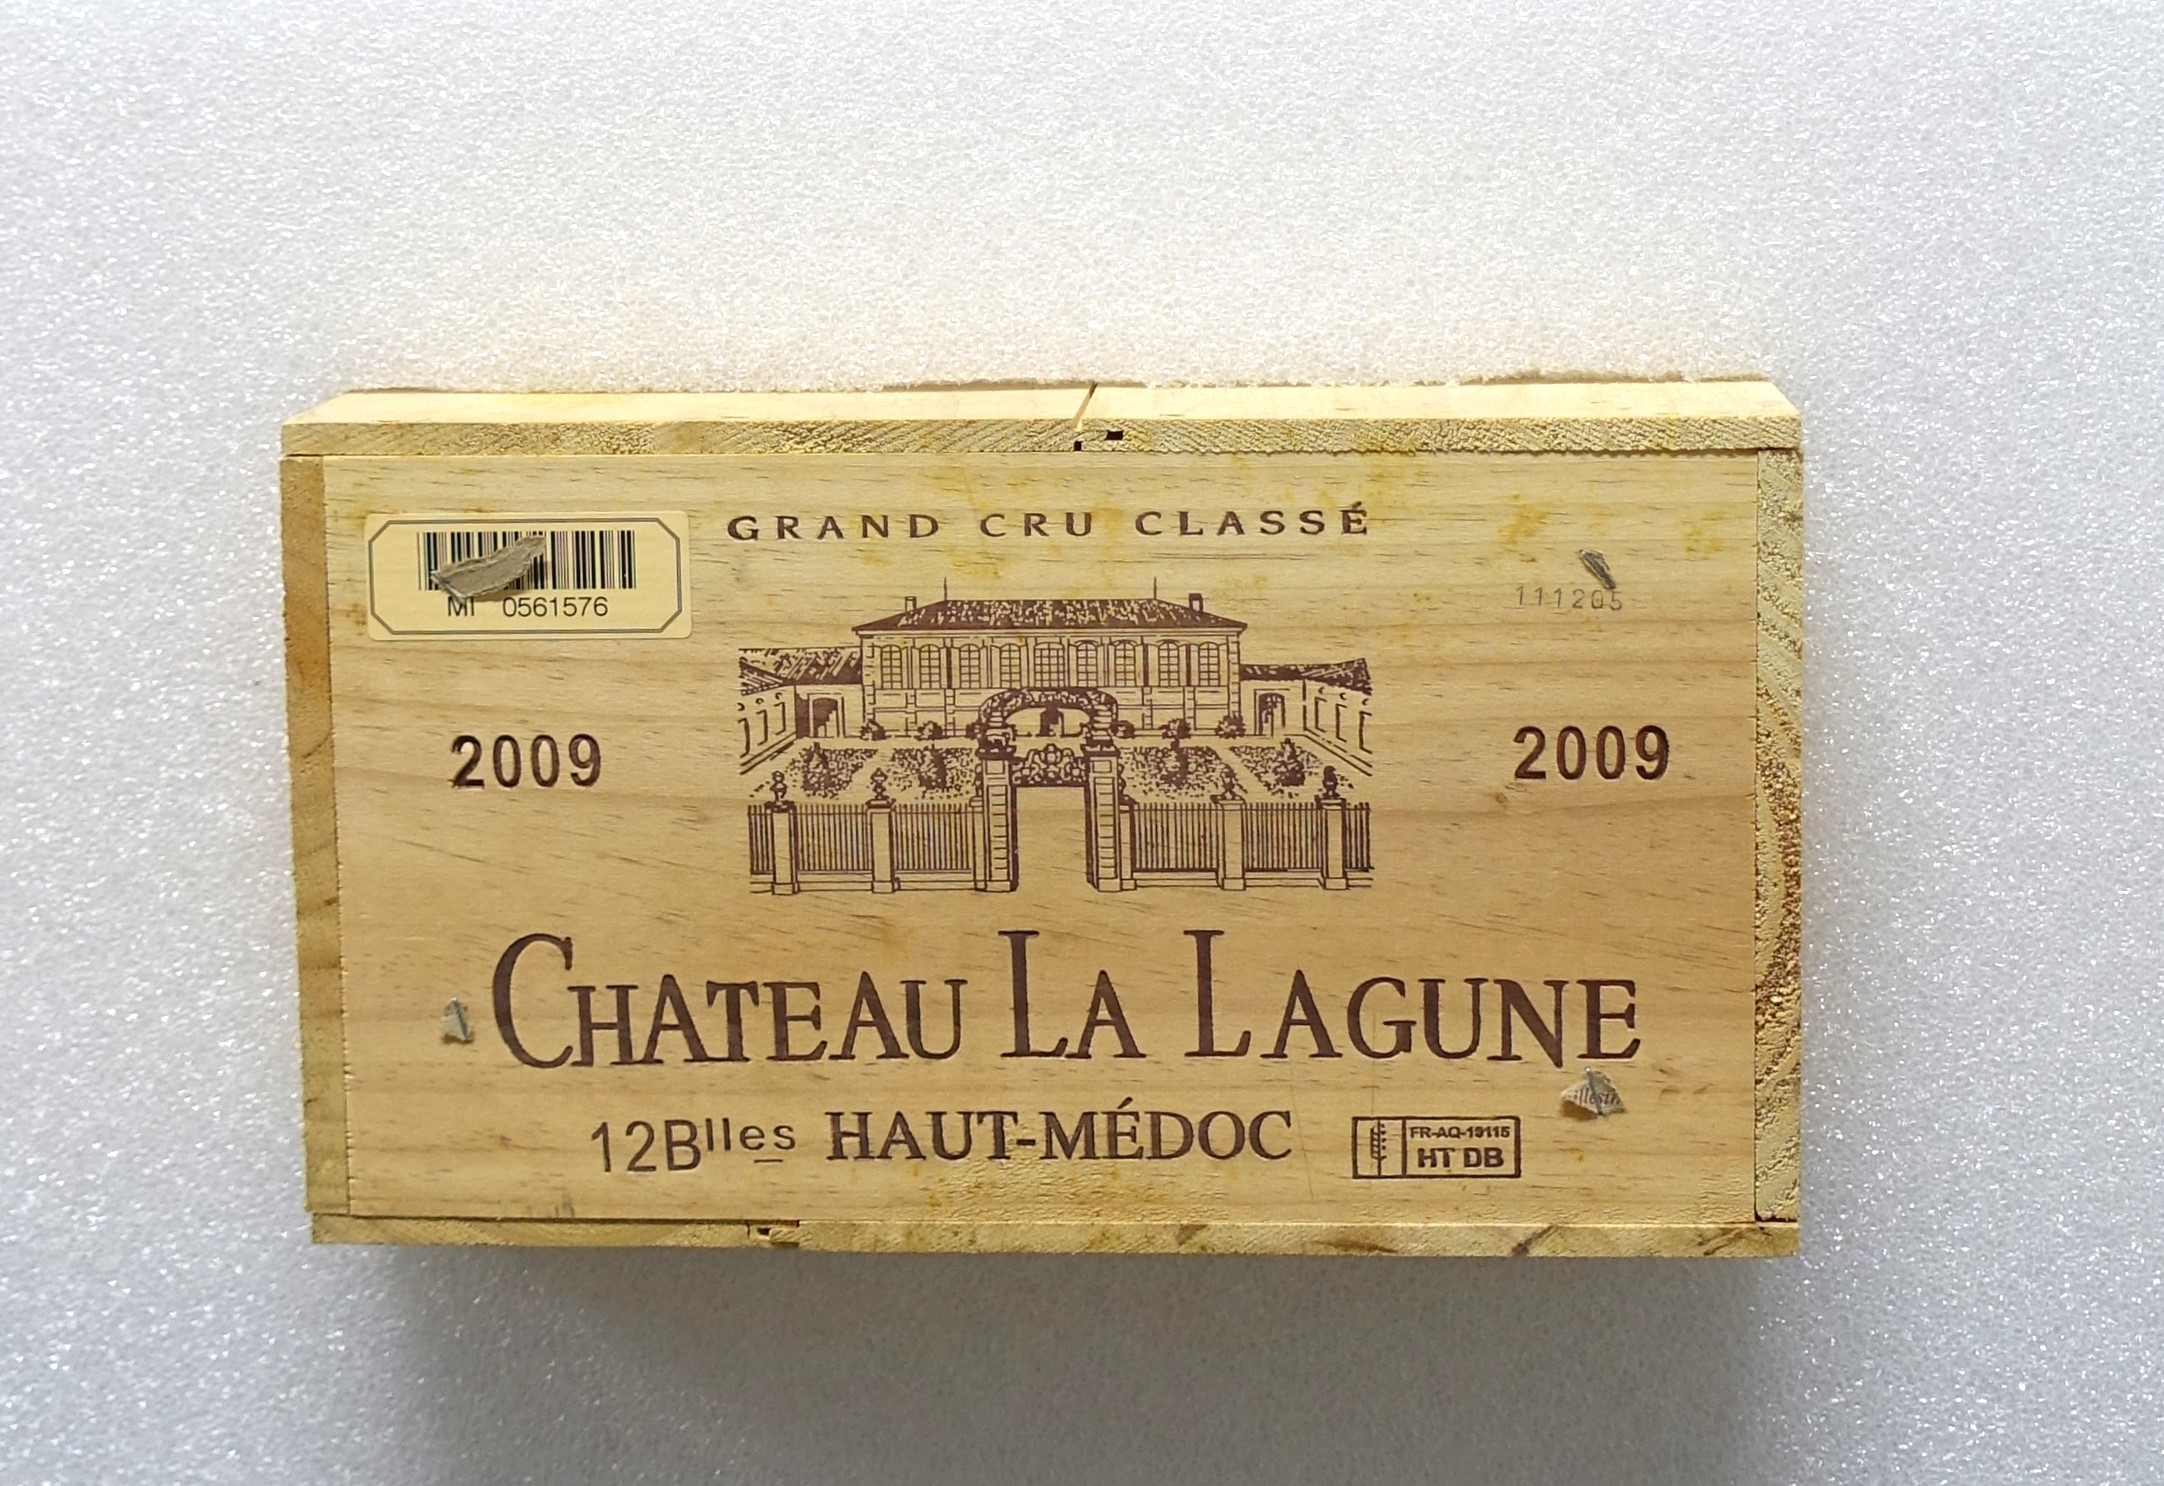 GRAND CRU CLASSÉ
MI 0561576
111205
2009
2009
CHATEAU LA LAGUNE
12Blles HAUT-MÉDOC
FR-AQ-19115
HT DB